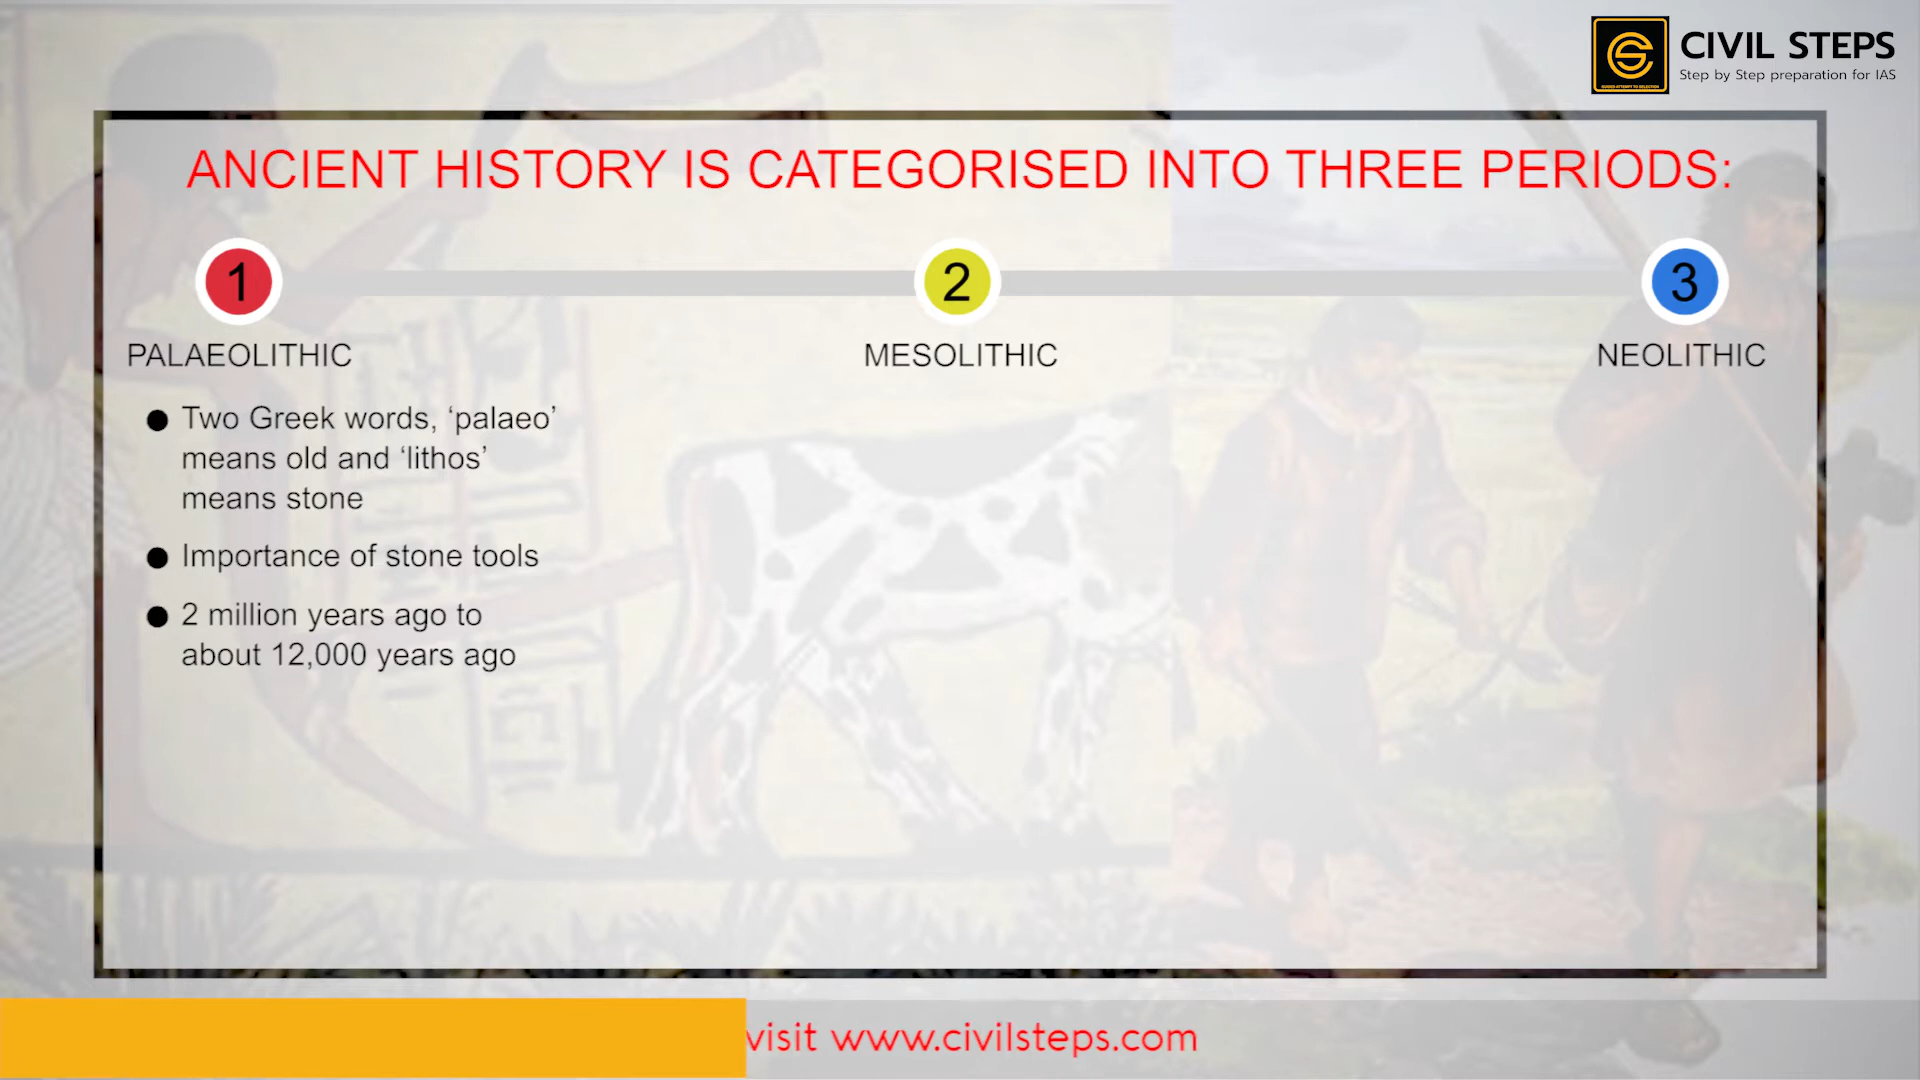 CIVIL STEPS
Step by Step preparation for IAS
ANCIENT HISTORY IS CATEGORISED INTO THREE PERIODS:
1
2
3
PALAEOLITHIC
MESOLITHIC
NEOLITHIC
● Two Greek words, ‘palaeo’
means old and ‘lithos’
means stone
● Importance of stone tools
● 2 million years ago to
about 12,000 years ago
visit www.civilsteps.com